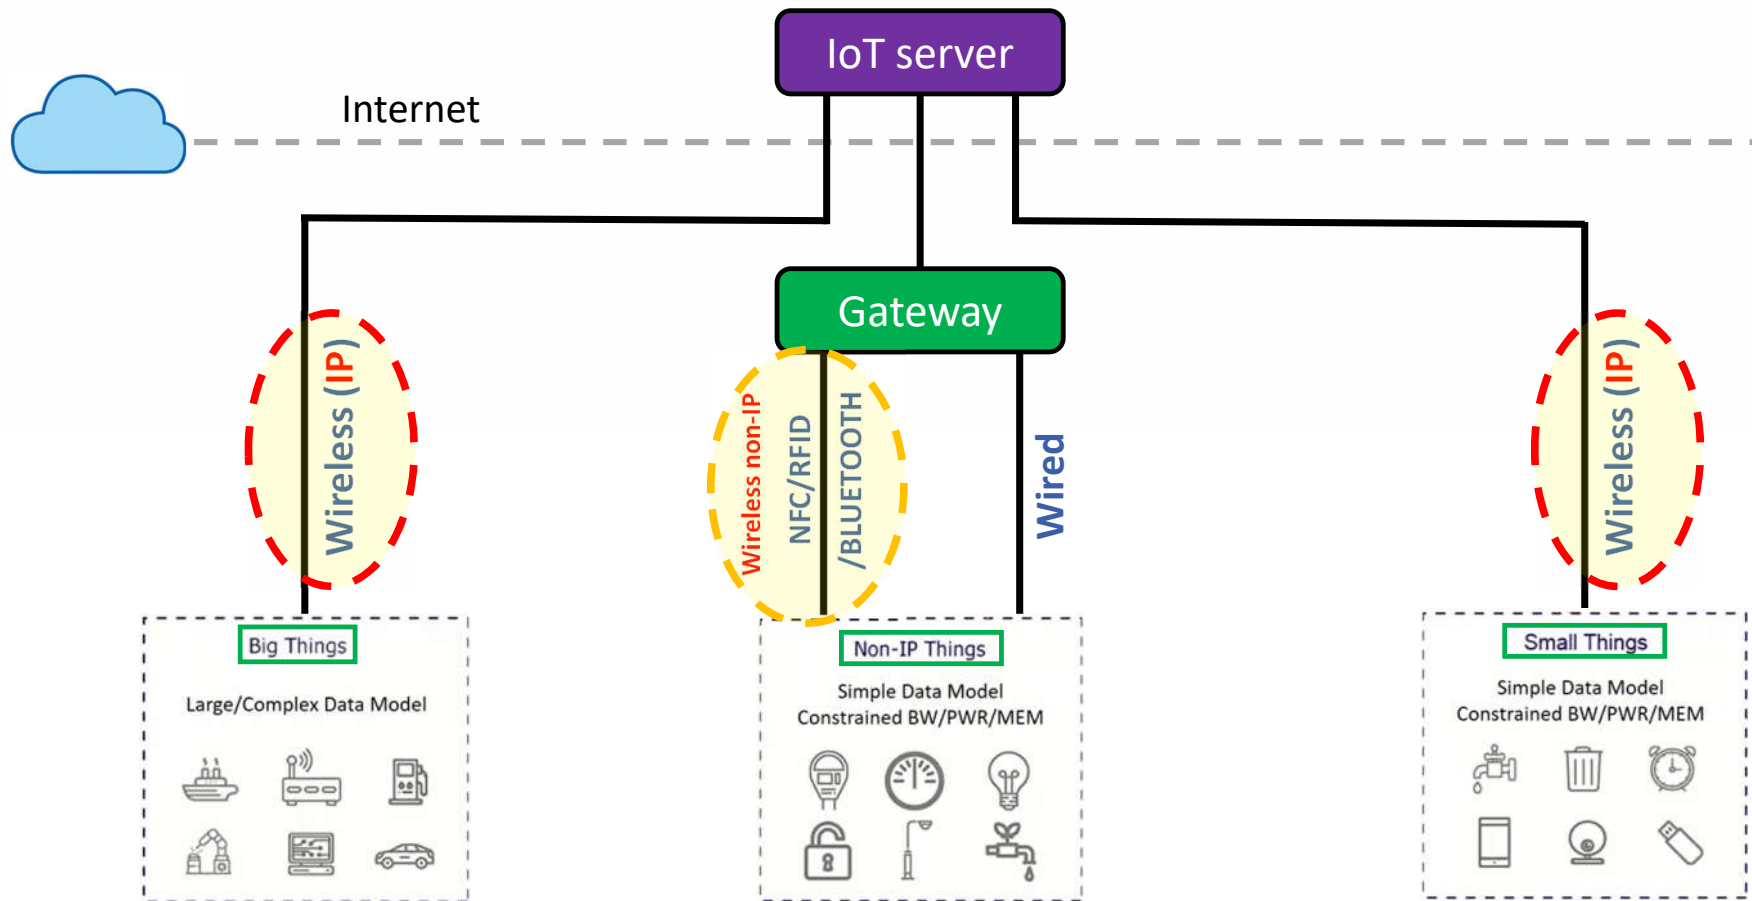 IoT server
Internet
Gateway
Wireless (IP)
Wireless non-IP
NFC/RFID
/BLUETOOTH
Wired
Wireless (IP)
Big Things
Large/Complex Data Model
Non-IP Things
Simple Data Model
Constrained BW/PWR/MEM
Small Things
Simple Data Model
Constrained BW/PWR/MEM